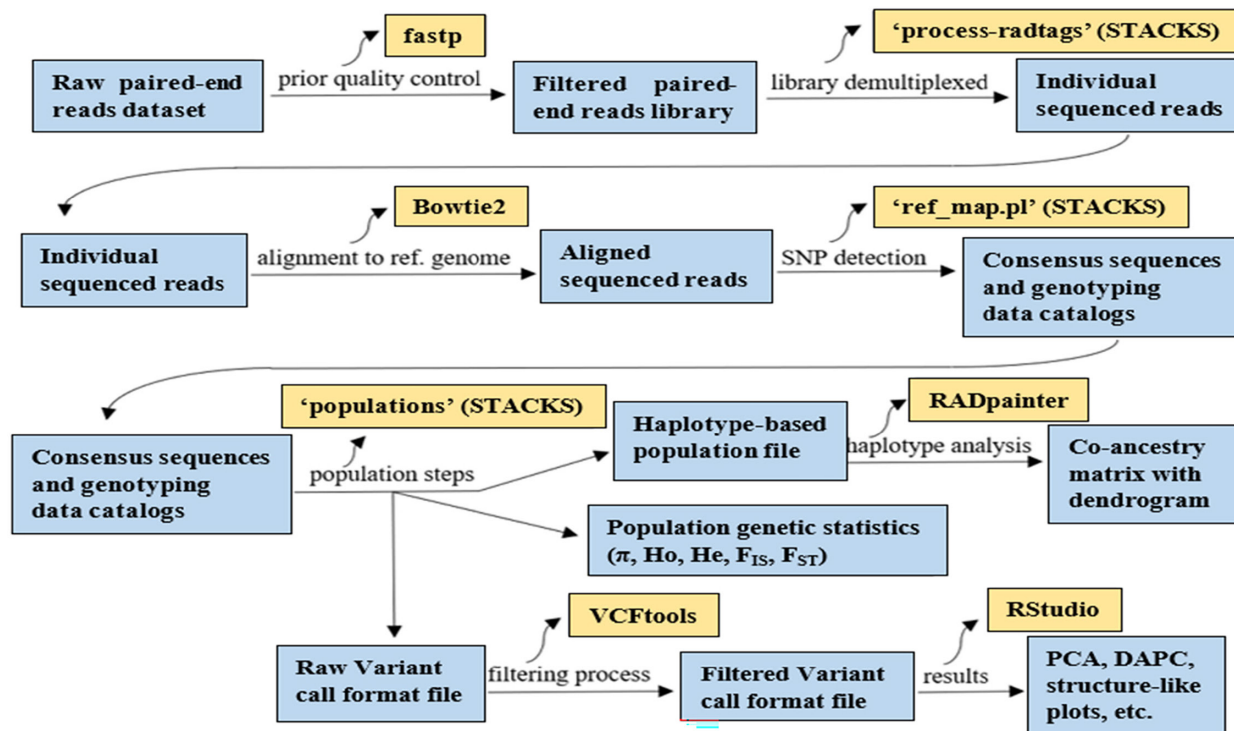 fastp
‘process-radtags’ (STACKS)
Raw paired-end
reads dataset
prior quality control
Filtered paired-
end reads library
library demultiplexed
Individual
sequenced reads
Bowtie2
‘ref_map.pl’ (STACKS)
Individual
sequenced reads
alignment to ref. genome
Aligned
sequenced reads
SNP detection
Consensus sequences
and genotyping
data catalogs
‘populations’ (STACKS)
RADpainter
Consensus sequences
and genotyping
data catalogs
population steps
Haplotype-based
population file
haplotype analysis
Co-ancestry
matrix with
dendrogram
Population genetic statistics
(π, Ho, He, FIS, FST)
VCFtools
RStudio
Raw Variant
call format file
filtering process
Filtered Variant
call format file
results
PCA, DAPC,
structure-like
plots, etc.